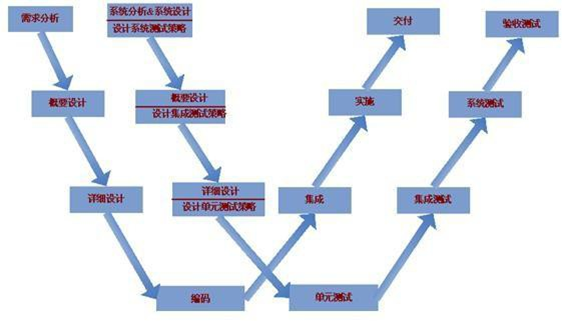 需求分析
系统分析&系统设计
设计系统测试策略
交付
验收测试
概要设计
概要设计
设计集成测试策略
实施
系统测试
详细设计
详细设计
设计单元测试策略
集成
集成测试
编码
单元测试